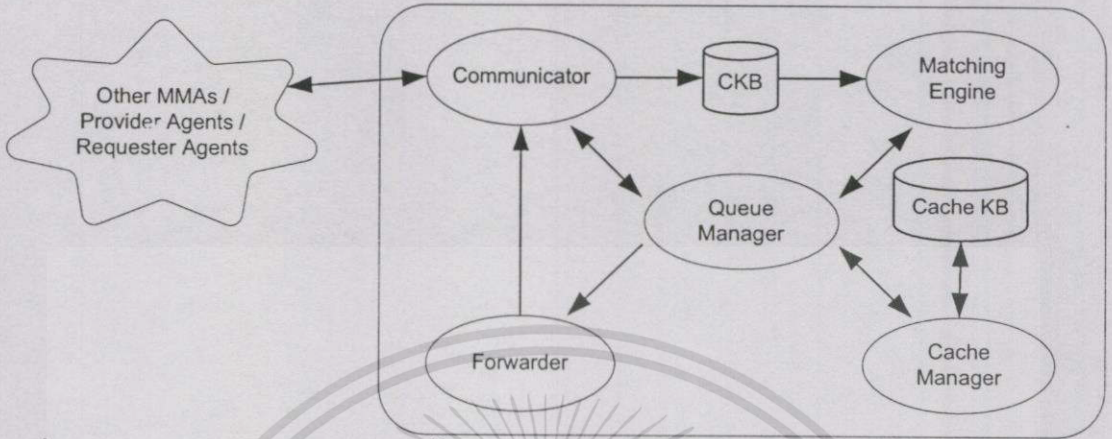 Other MMAs /
Provider Agents /
Requester Agents
Communicator
CKB
Matching
Engine
Queue
Manager
Cache KB
Forwarder
Cache
Manager